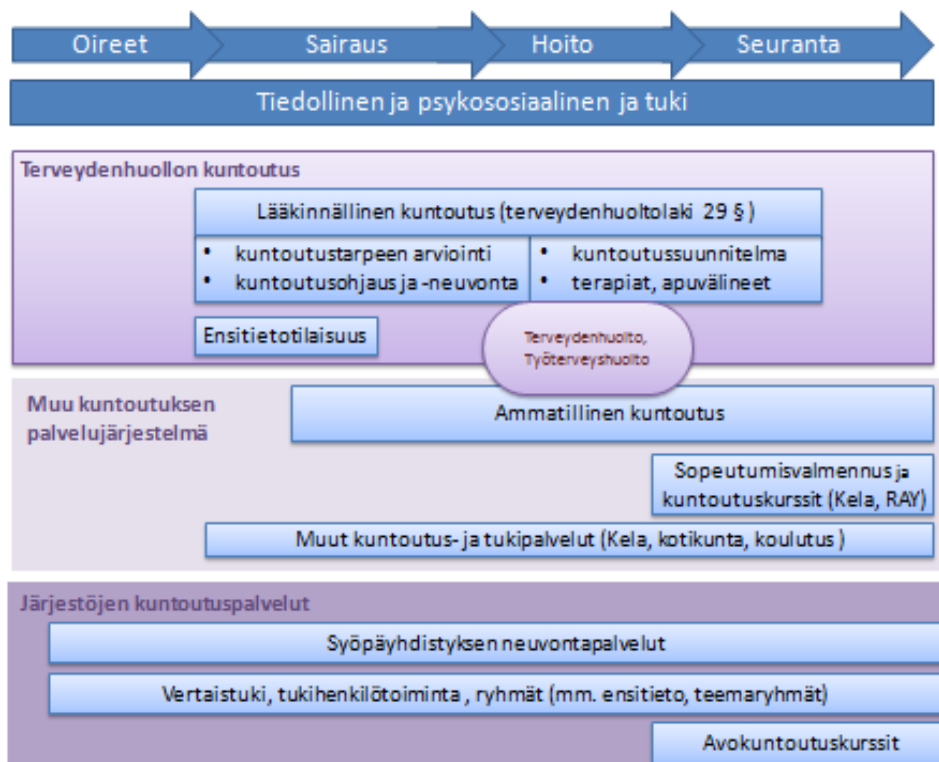 Oireet
Sairaus
Hoito
Seuranta
Tiedollinen ja psykososiaalinen ja tuki
Terveydenhuollon kuntoutus
Lääkinnällinen kuntoutus (terveydenhuoltolaki 29 §)
• kuntoutustarpeen arviointi
• kuntoutusohjaus ja -neuvonta
• kuntoutussuunnitelma
• terapiat, apuvälineet
Ensitietotilaisuus
Terveydenhuolto,
Työterveyshuolto
Muu kuntoutuksen
palvelujärjestelmä
Ammatillinen kuntoutus
Sopeutumisvalmennus ja
kuntoutuskurssit (Kela, RAY)
Muut kuntoutus- ja tukipalvelut (Kela, kotikunta, koulutus )
Järjestöjen kuntoutuspalvelut
Syöpäyhdistyksen neuvontapalvelut
Vertaistuki, tukihenkilötoiminta , ryhmät (mm. ensitieto, teemaryhmät)
Avokuntoutuskurssit